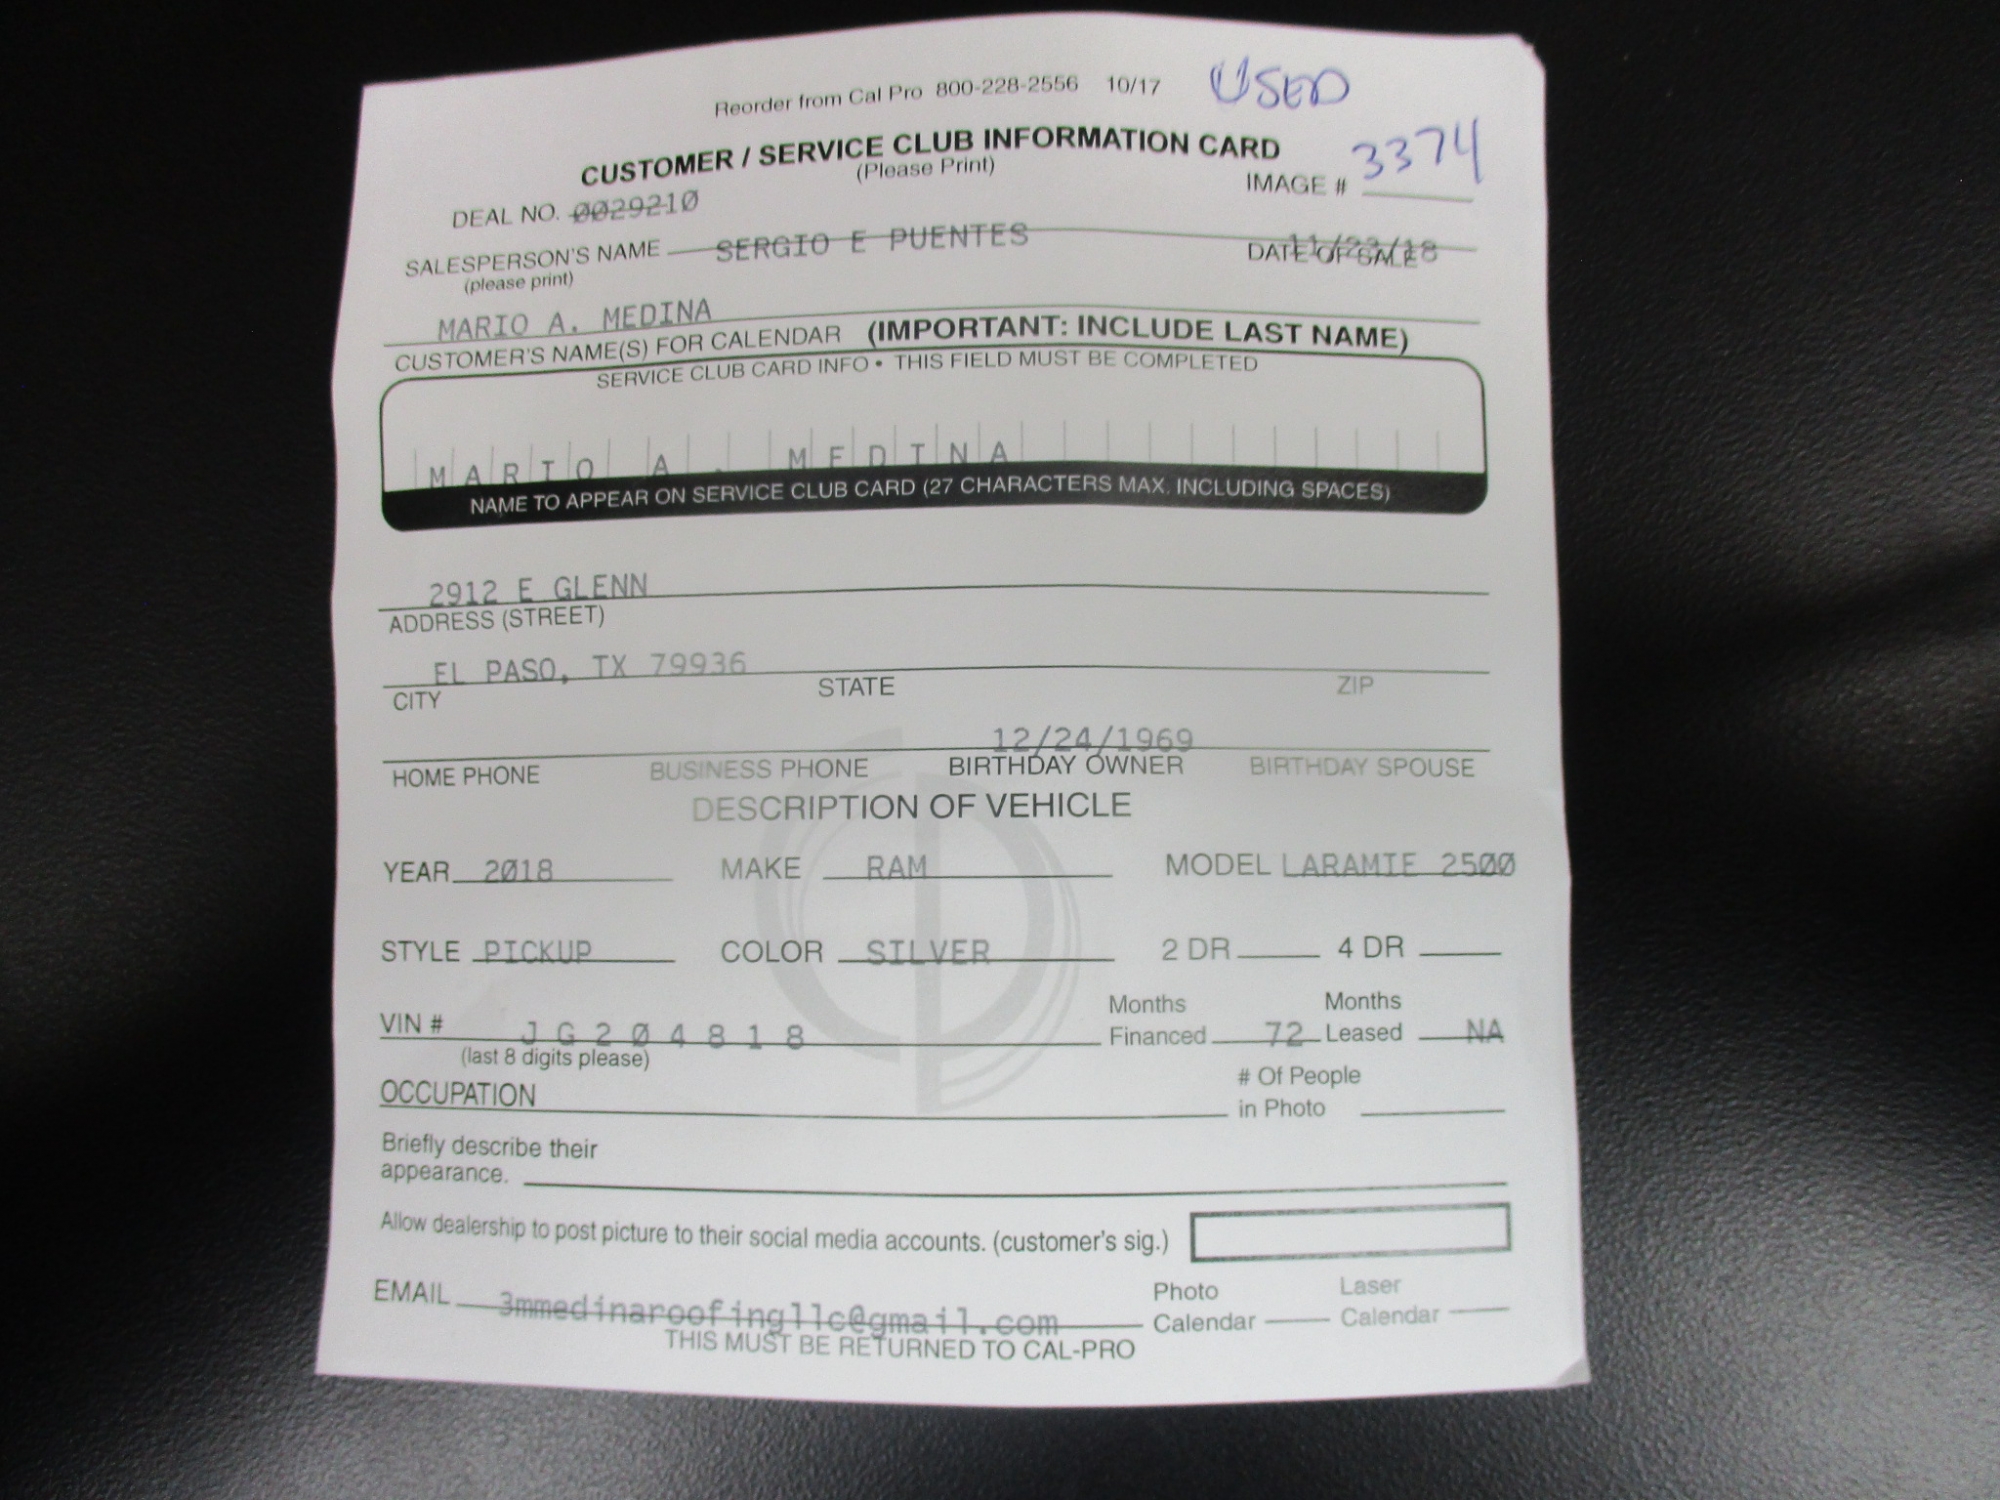 Reorder from Cal Pro 800-228-2556 10/17 USED
CUSTOMER / SERVICE CLUB INFORMATION CARD
(Please Print)
IMAGE # 3374
DEAL NO. 0029210
SALESPERSON'S NAME SERGIO E PUENTES DATE OF SALE 11/23/18
(please print)
MARIO A. MEDINA
CUSTOMER'S NAME(S) FOR CALENDAR (IMPORTANT: INCLUDE LAST NAME)
SERVICE CLUB CARD INFO • THIS FIELD MUST BE COMPLETED
MARIO A. MEDINA
NAME TO APPEAR ON SERVICE CLUB CARD (27 CHARACTERS MAX. INCLUDING SPACES)
2912 E GLENN
ADDRESS (STREET)
EL PASO, TX 79936
CITY STATE ZIP
12/24/1969
HOME PHONE BUSINESS PHONE BIRTHDAY OWNER BIRTHDAY SPOUSE
DESCRIPTION OF VEHICLE
YEAR 2018 MAKE RAM MODEL LARAMIE 2500
STYLE PICKUP COLOR SILVER 2 DR 4 DR
Months Months
VIN # JG204818 Financed 72 Leased NA
(last 8 digits please)
# Of People
OCCUPATION in Photo
Briefly describe their
appearance.
Allow dealership to post picture to their social media accounts. (customer's sig.)
Photo Laser
EMAIL 3mmedinaroofingllc@gmail.com Calendar Calendar
THIS MUST BE RETURNED TO CAL-PRO